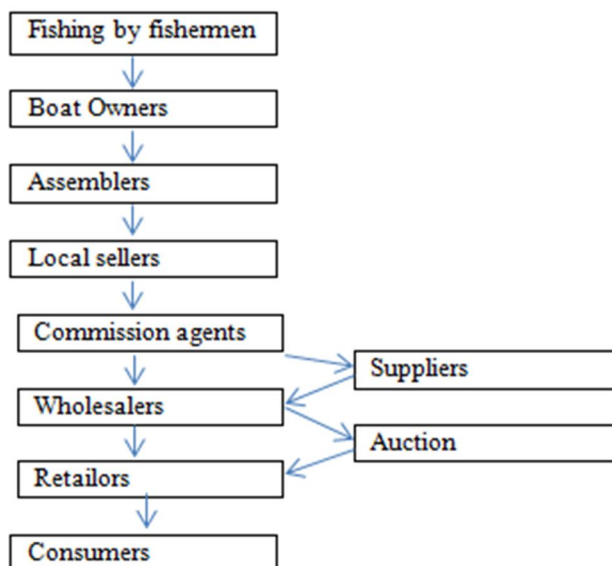 Fishing by fishermen
Boat Owners
Assemblers
Local sellers
Commission agents
Suppliers
Wholesalers
Auction
Retailors
Consumers